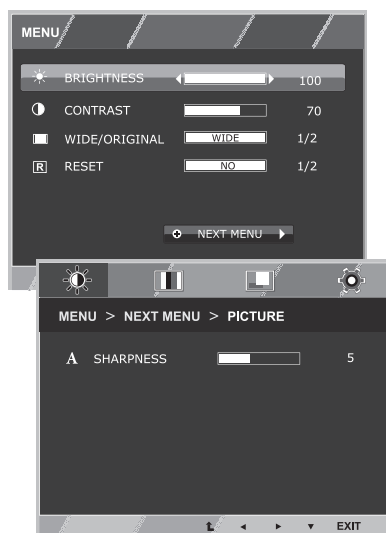 MENU
BRIGHTNESS 100
CONTRAST 70
WIDE/ORIGINAL WIDE 1/2
R RESET NO 1/2
NEXT MENU
MENU > NEXT MENU > PICTURE
A SHARPNESS 5
EXIT